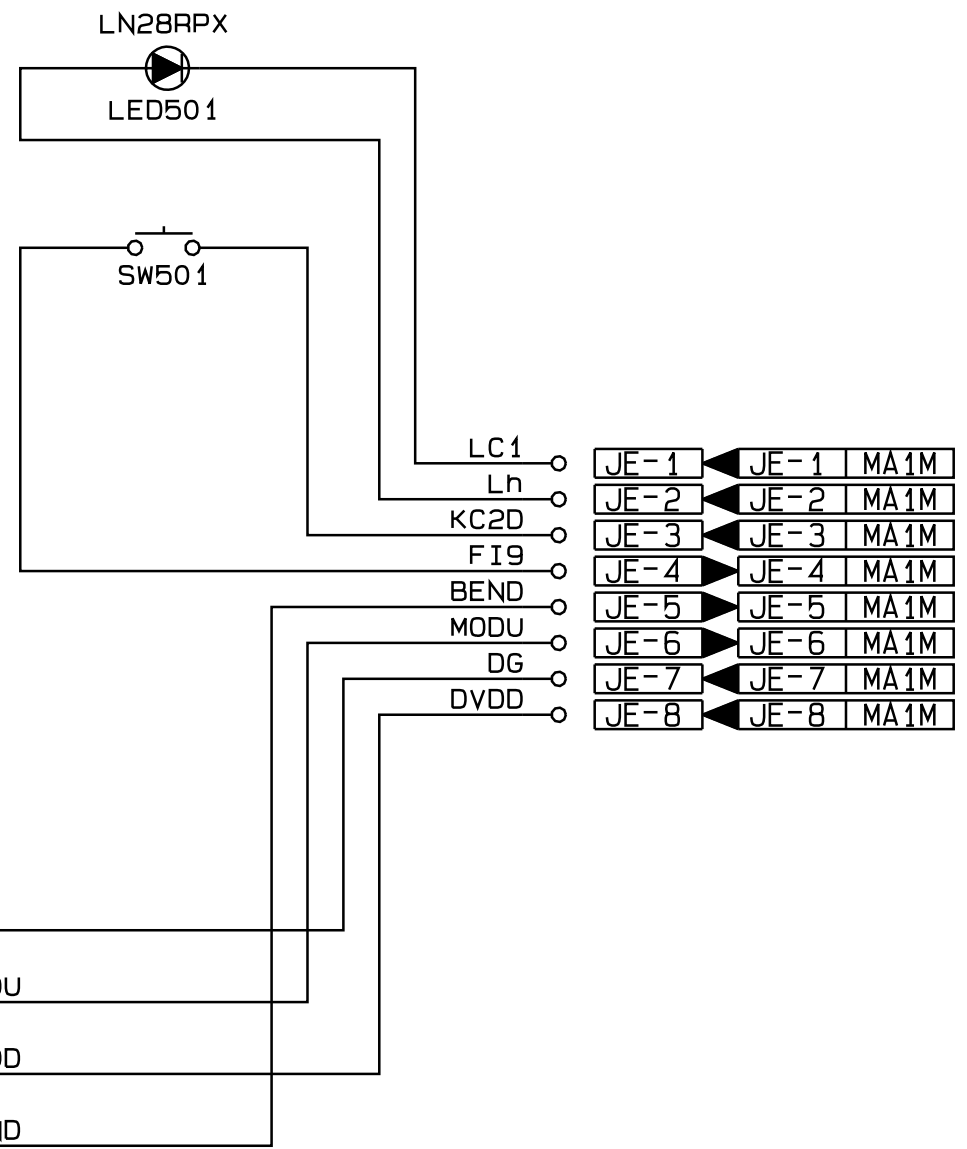 LN28RPX
LED501
SW501
LC1 JE-1 JE-1 MA1M
Lh JE-2 JE-2 MA1M
KC2D JE-3 JE-3 MA1M
FI9 JE-4 JE-4 MA1M
BEND JE-5 JE-5 MA1M
MODU JE-6 JE-6 MA1M
DG JE-7 JE-7 MA1M
DVDD JE-8 JE-8 MA1M